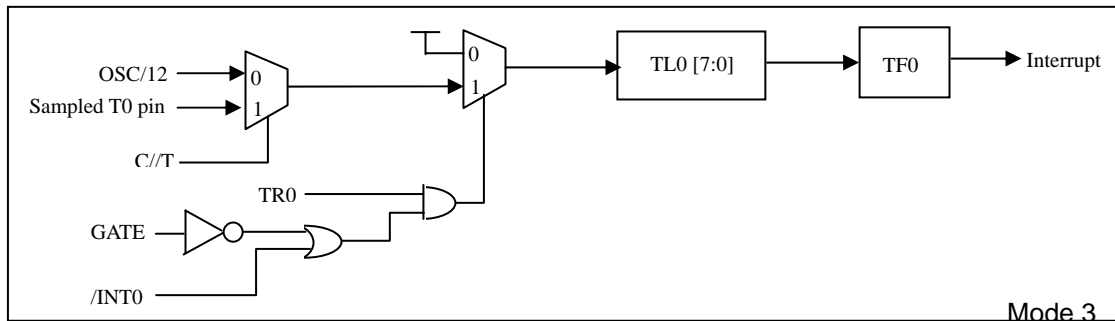 0
TL0 [7:0]
TF0
Interrupt
OSC/12
0
1
Sampled T0 pin
1
C//T
TR0
GATE
/INT0
Mode 3